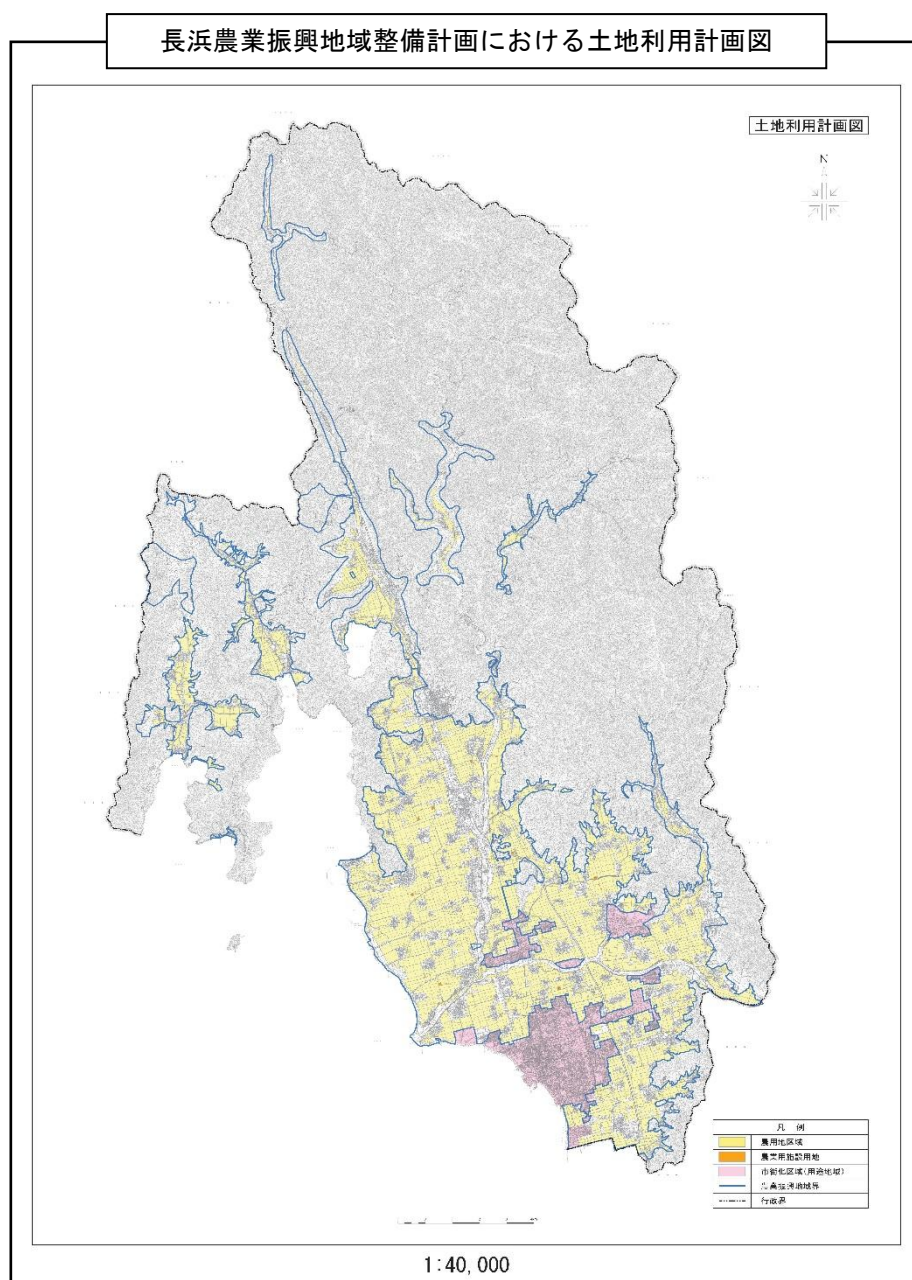 長浜農業振興地域整備計画における土地利用計画図
土地利用計画図
N
凡 例
農用地区域
農業用施設用地
市街化区域(用途地域)
行政界
1:40,000